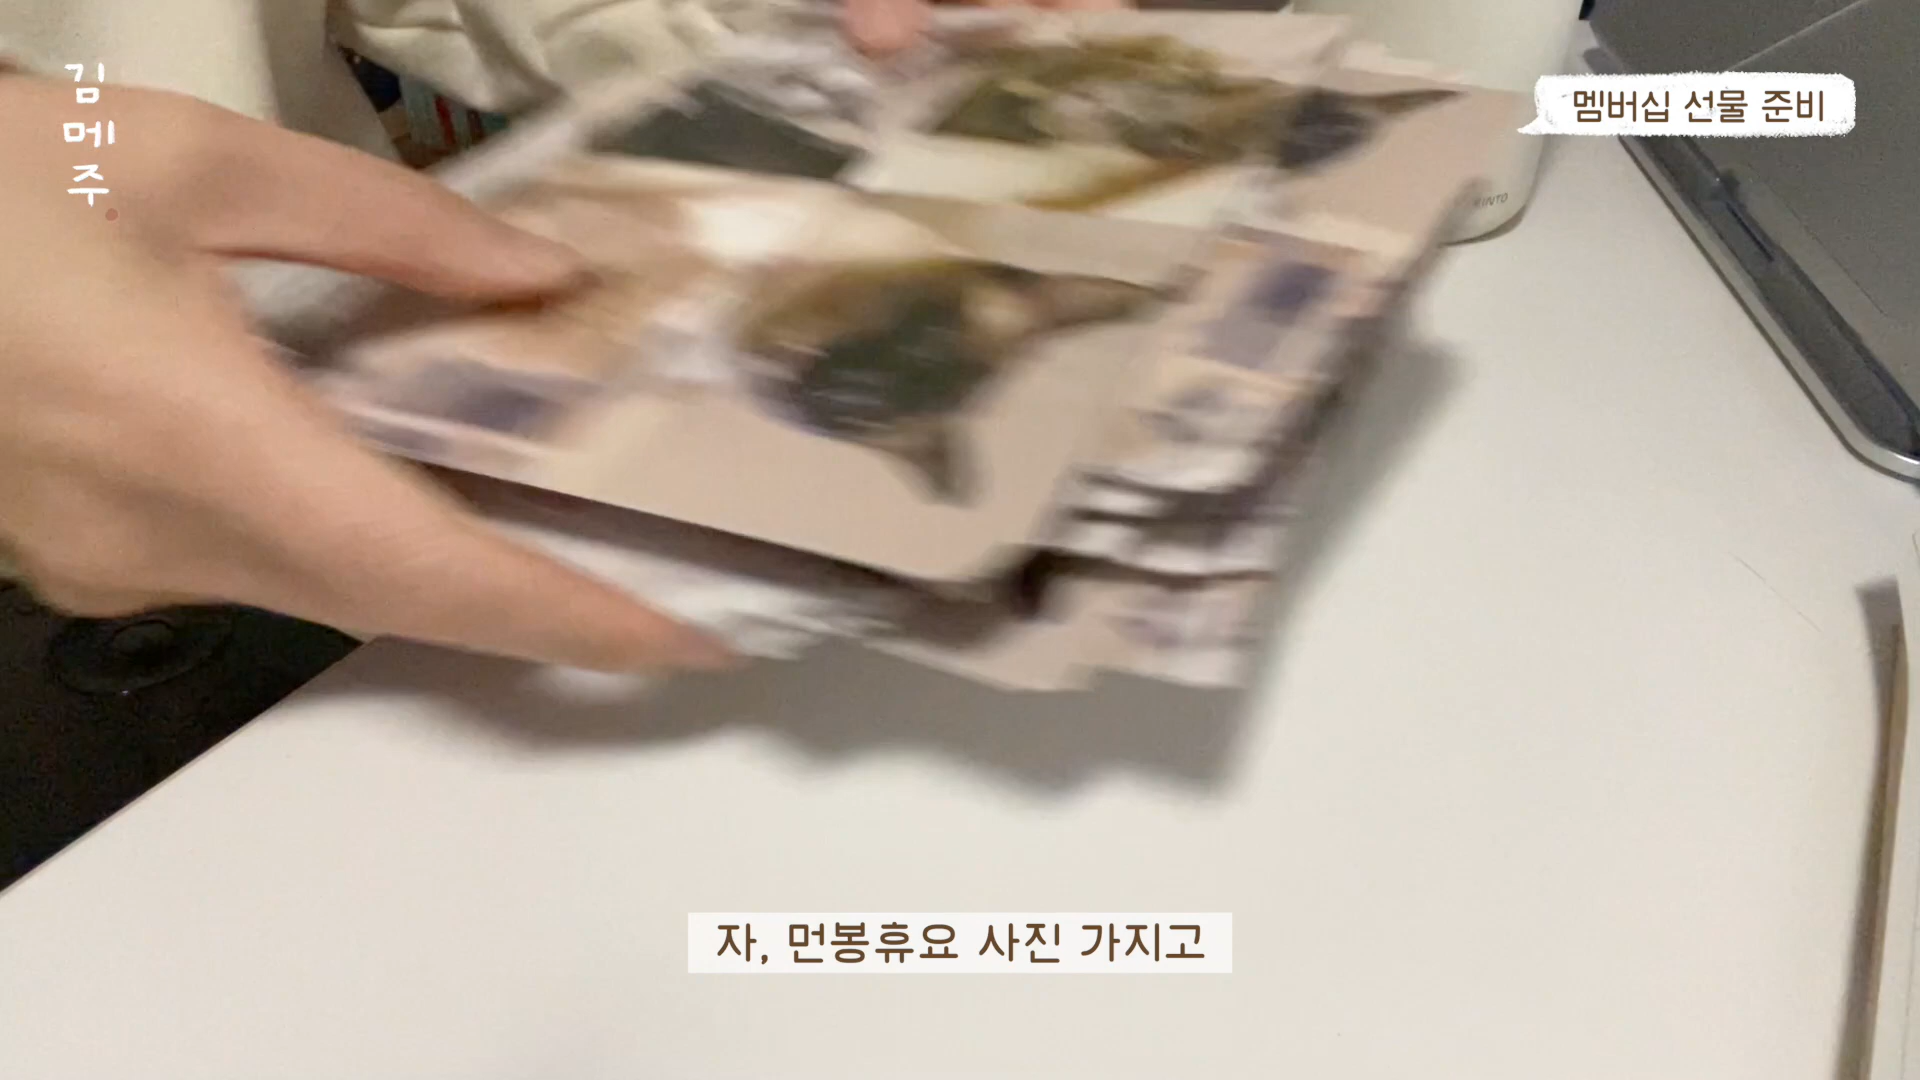 김메주
멤버십 선물 준비
자, 먼봉휴요 사진 가지고